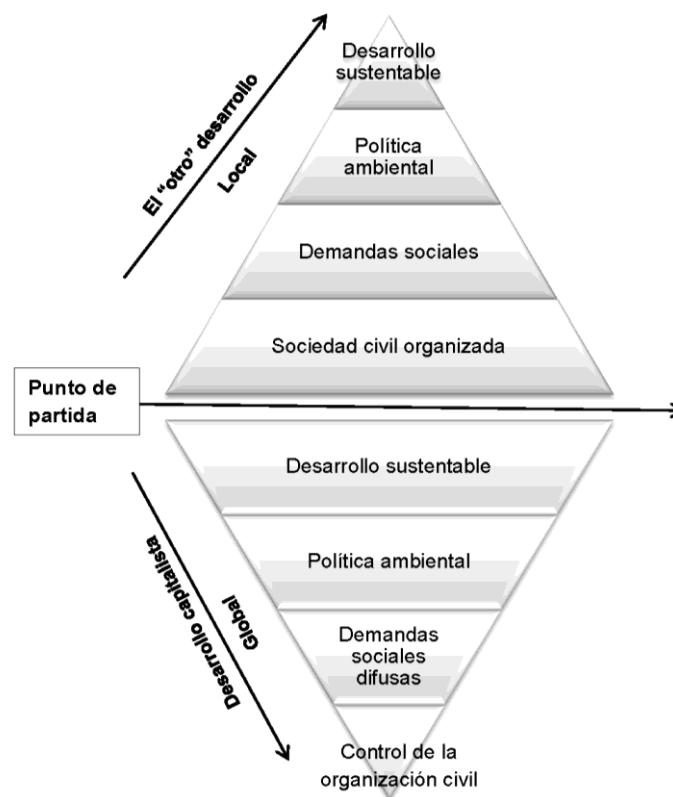 Desarrollo
sustentable
El "otro" desarrollo
Local
Política
ambiental
Demandas sociales
Sociedad civil organizada
Punto de
partida
Desarrollo sustentable
Desarrollo capitalista
Global
Política ambiental
Demandas
sociales
difusas
Control de la
organización civil